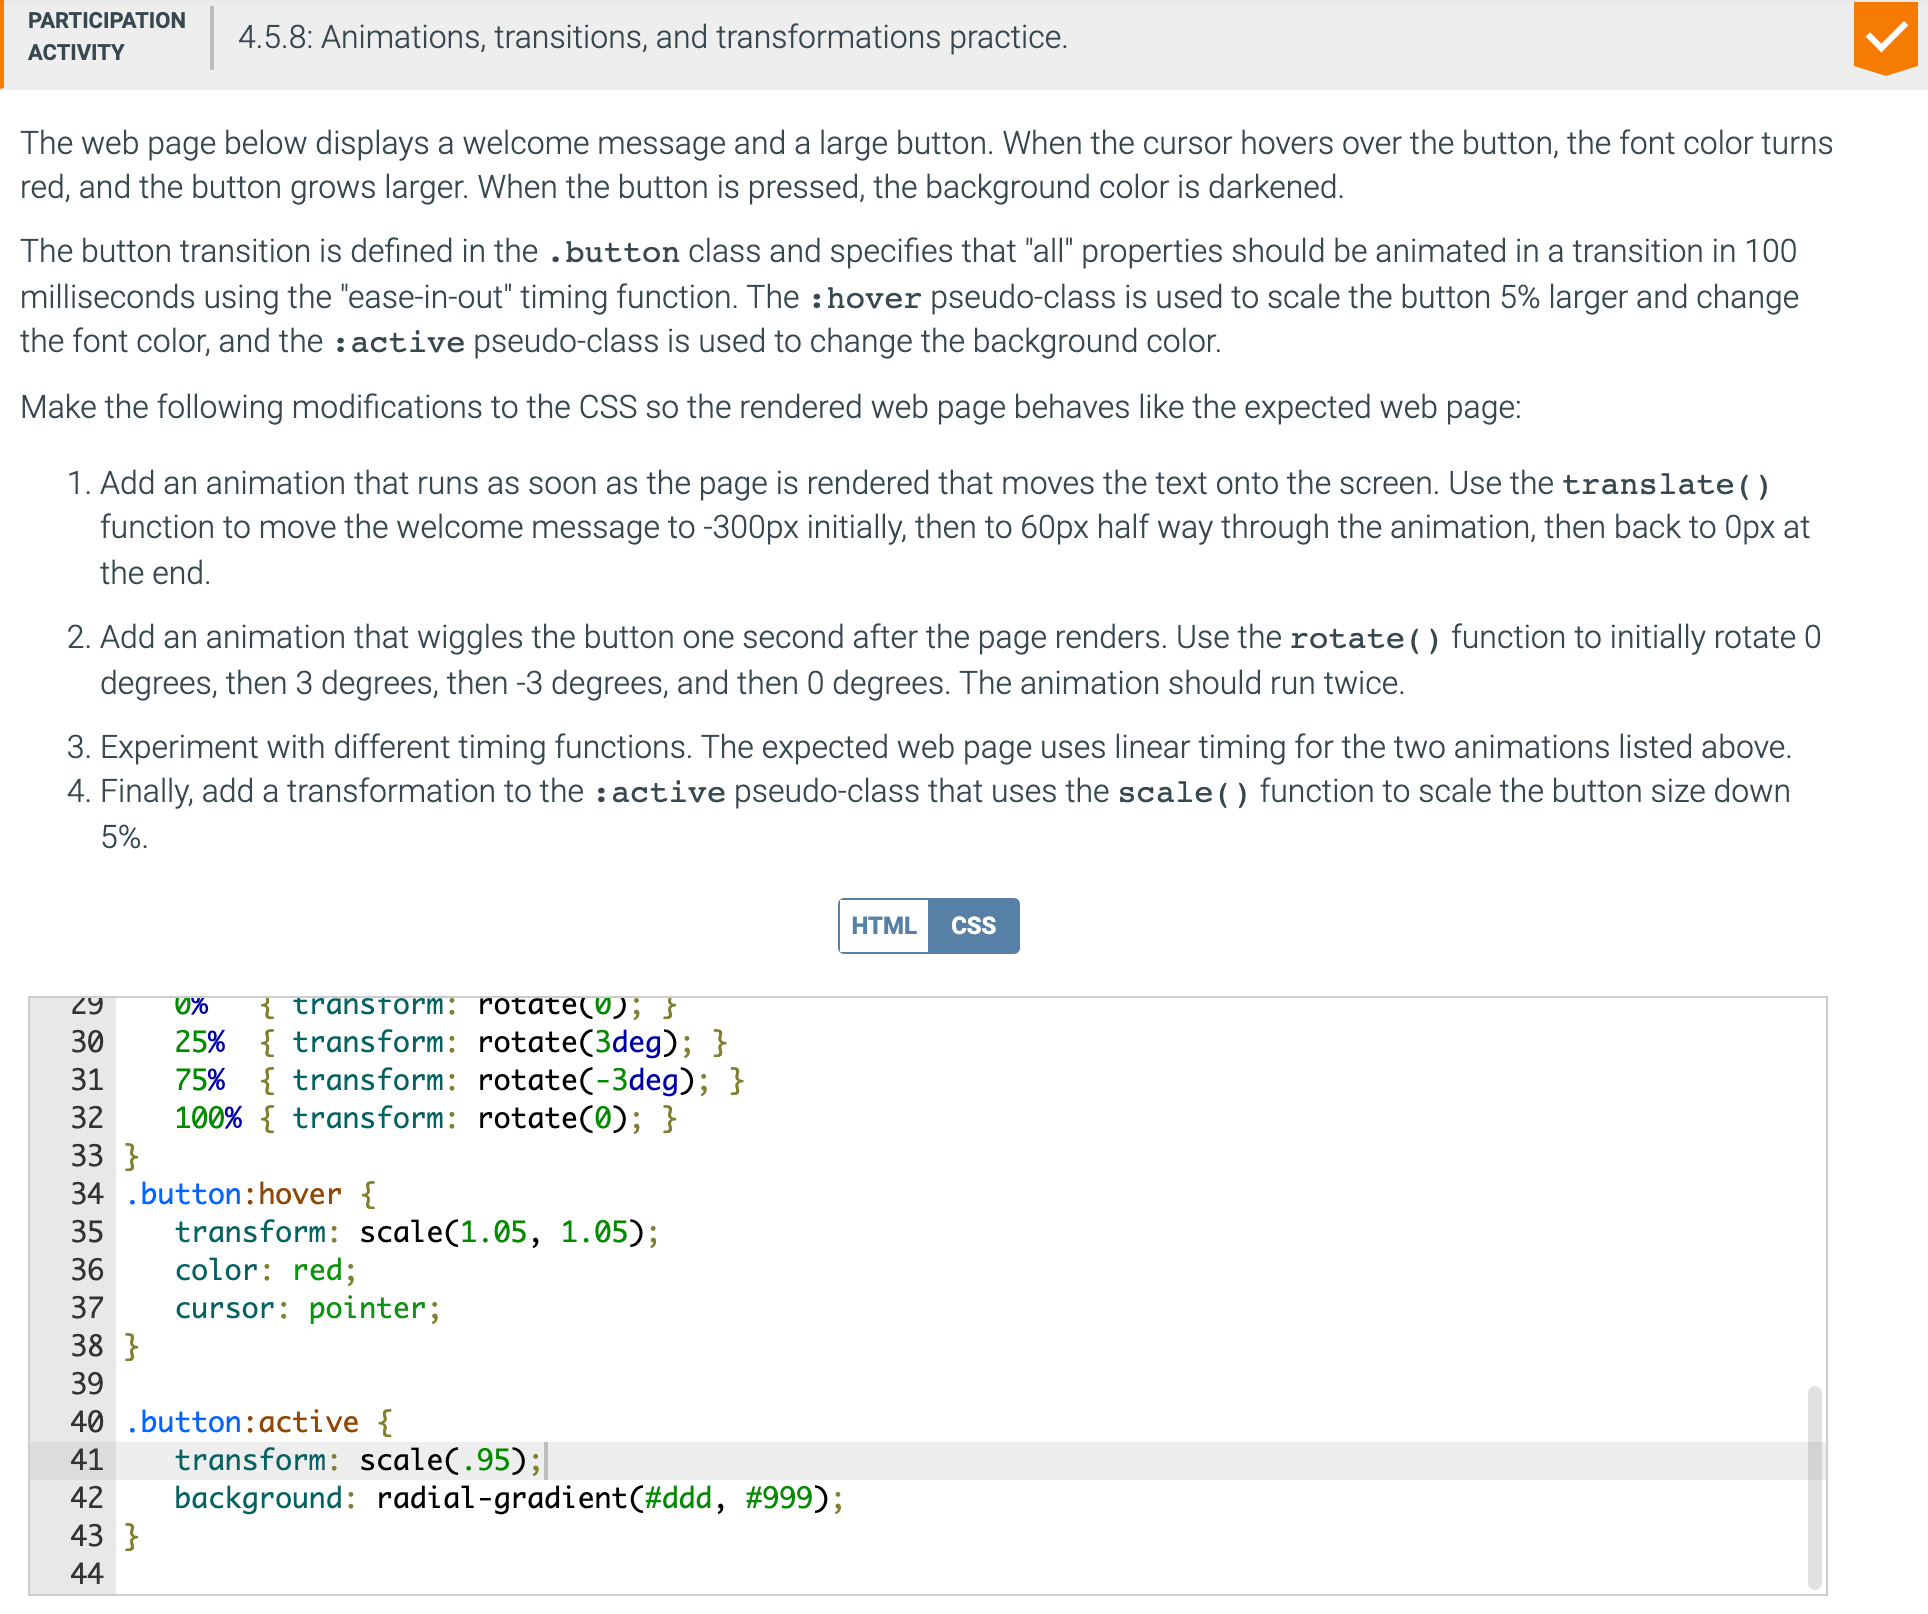 PARTICIPATION
ACTIVITY
4.5.8: Animations, transitions, and transformations practice.
The web page below displays a welcome message and a large button. When the cursor hovers over the button, the font color turns
red, and the button grows larger. When the button is pressed, the background color is darkened.
The button transition is defined in the .button class and specifies that "all" properties should be animated in a transition in 100
milliseconds using the "ease-in-out" timing function. The :hover pseudo-class is used to scale the button 5% larger and change
the font color, and the :active pseudo-class is used to change the background color.
Make the following modifications to the CSS so the rendered web page behaves like the expected web page:
1. Add an animation that runs as soon as the page is rendered that moves the text onto the screen. Use the translate()
function to move the welcome message to -300px initially, then to 60px half way through the animation, then back to 0px at
the end.
2. Add an animation that wiggles the button one second after the page renders. Use the rotate() function to initially rotate 0
degrees, then 3 degrees, then -3 degrees, and then 0 degrees. The animation should run twice.
3. Experiment with different timing functions. The expected web page uses linear timing for the two animations listed above.
4. Finally, add a transformation to the :active pseudo-class that uses the scale() function to scale the button size down
5%.
HTML CSS
29    0%   { transform: rotate(0); }
30    25%  { transform: rotate(3deg); }
31    75%  { transform: rotate(-3deg); }
32    100% { transform: rotate(0); }
33 }
34 .button:hover {
35    transform: scale(1.05, 1.05);
36    color: red;
37    cursor: pointer;
38 }
39
40 .button:active {
41    transform: scale(.95);
42    background: radial-gradient(#ddd, #999);
43 }
44